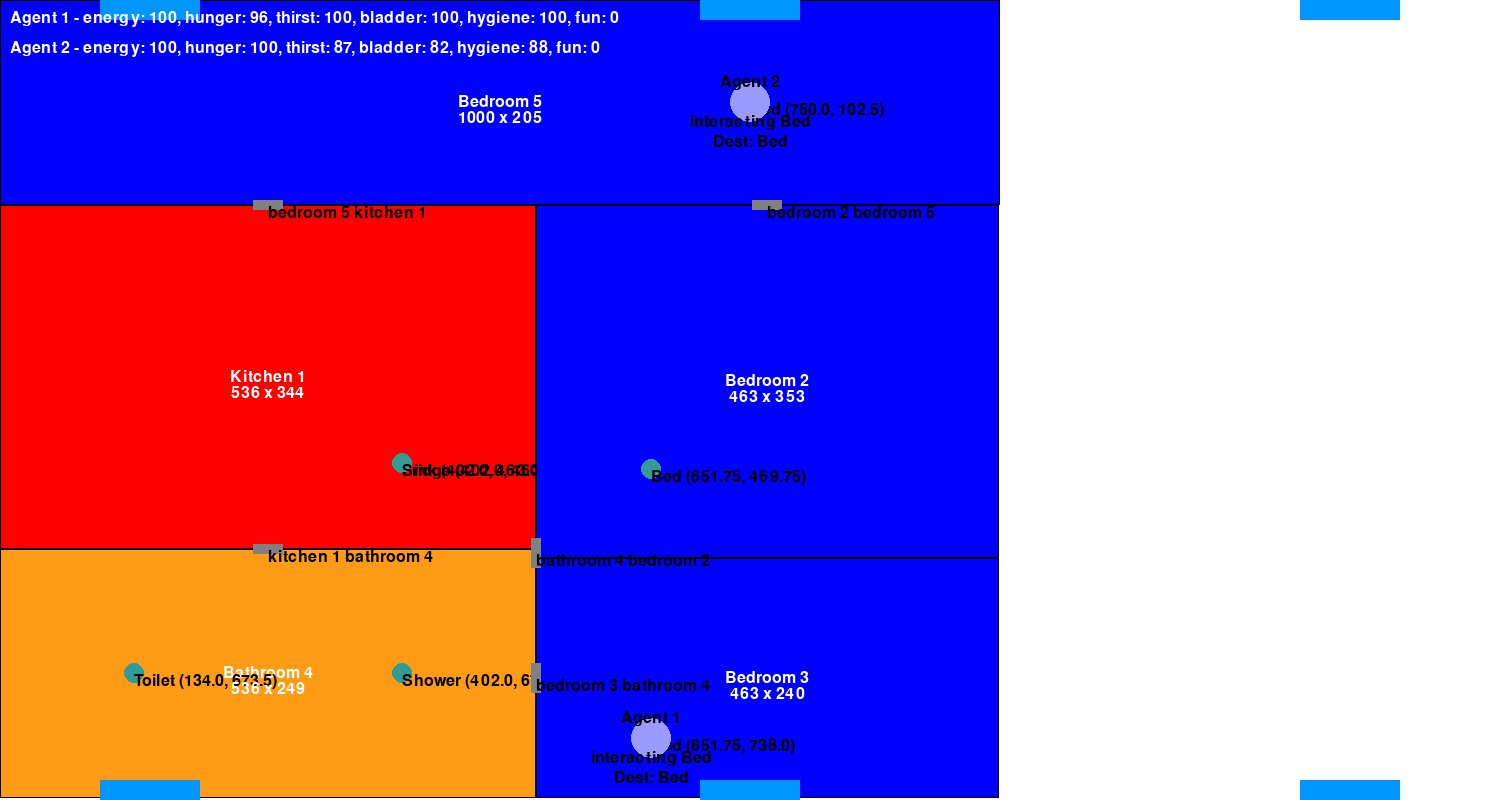 Agent 1 - energy: 100, hunger: 96, thirst: 100, bladder: 100, hygiene: 100, fun: 0
Agent 2 - energy: 100, hunger: 100, thirst: 87, bladder: 82, hygiene: 88, fun: 0
Agent 2
Bedroom 5
1000 x 205
(750.0, 102.5)
interacting Bed
Dest: Bed
bedroom 5 kitchen 1
bedroom 2 bedroom 5
Kitchen 1
536 x 344
Bedroom 2
463 x 353
Bed (651.75, 469.75)
kitchen 1 bathroom 4
bathroom 4 bedroom 2
Bathroom 4
536 x 249
Toilet (134.0, 673.5)
Shower (402.0, 6
bedroom 3 bathroom 4
Bedroom 3
463 x 240
Agent 1
(651.75, 738.0)
interacting Bed
Dest: Bed